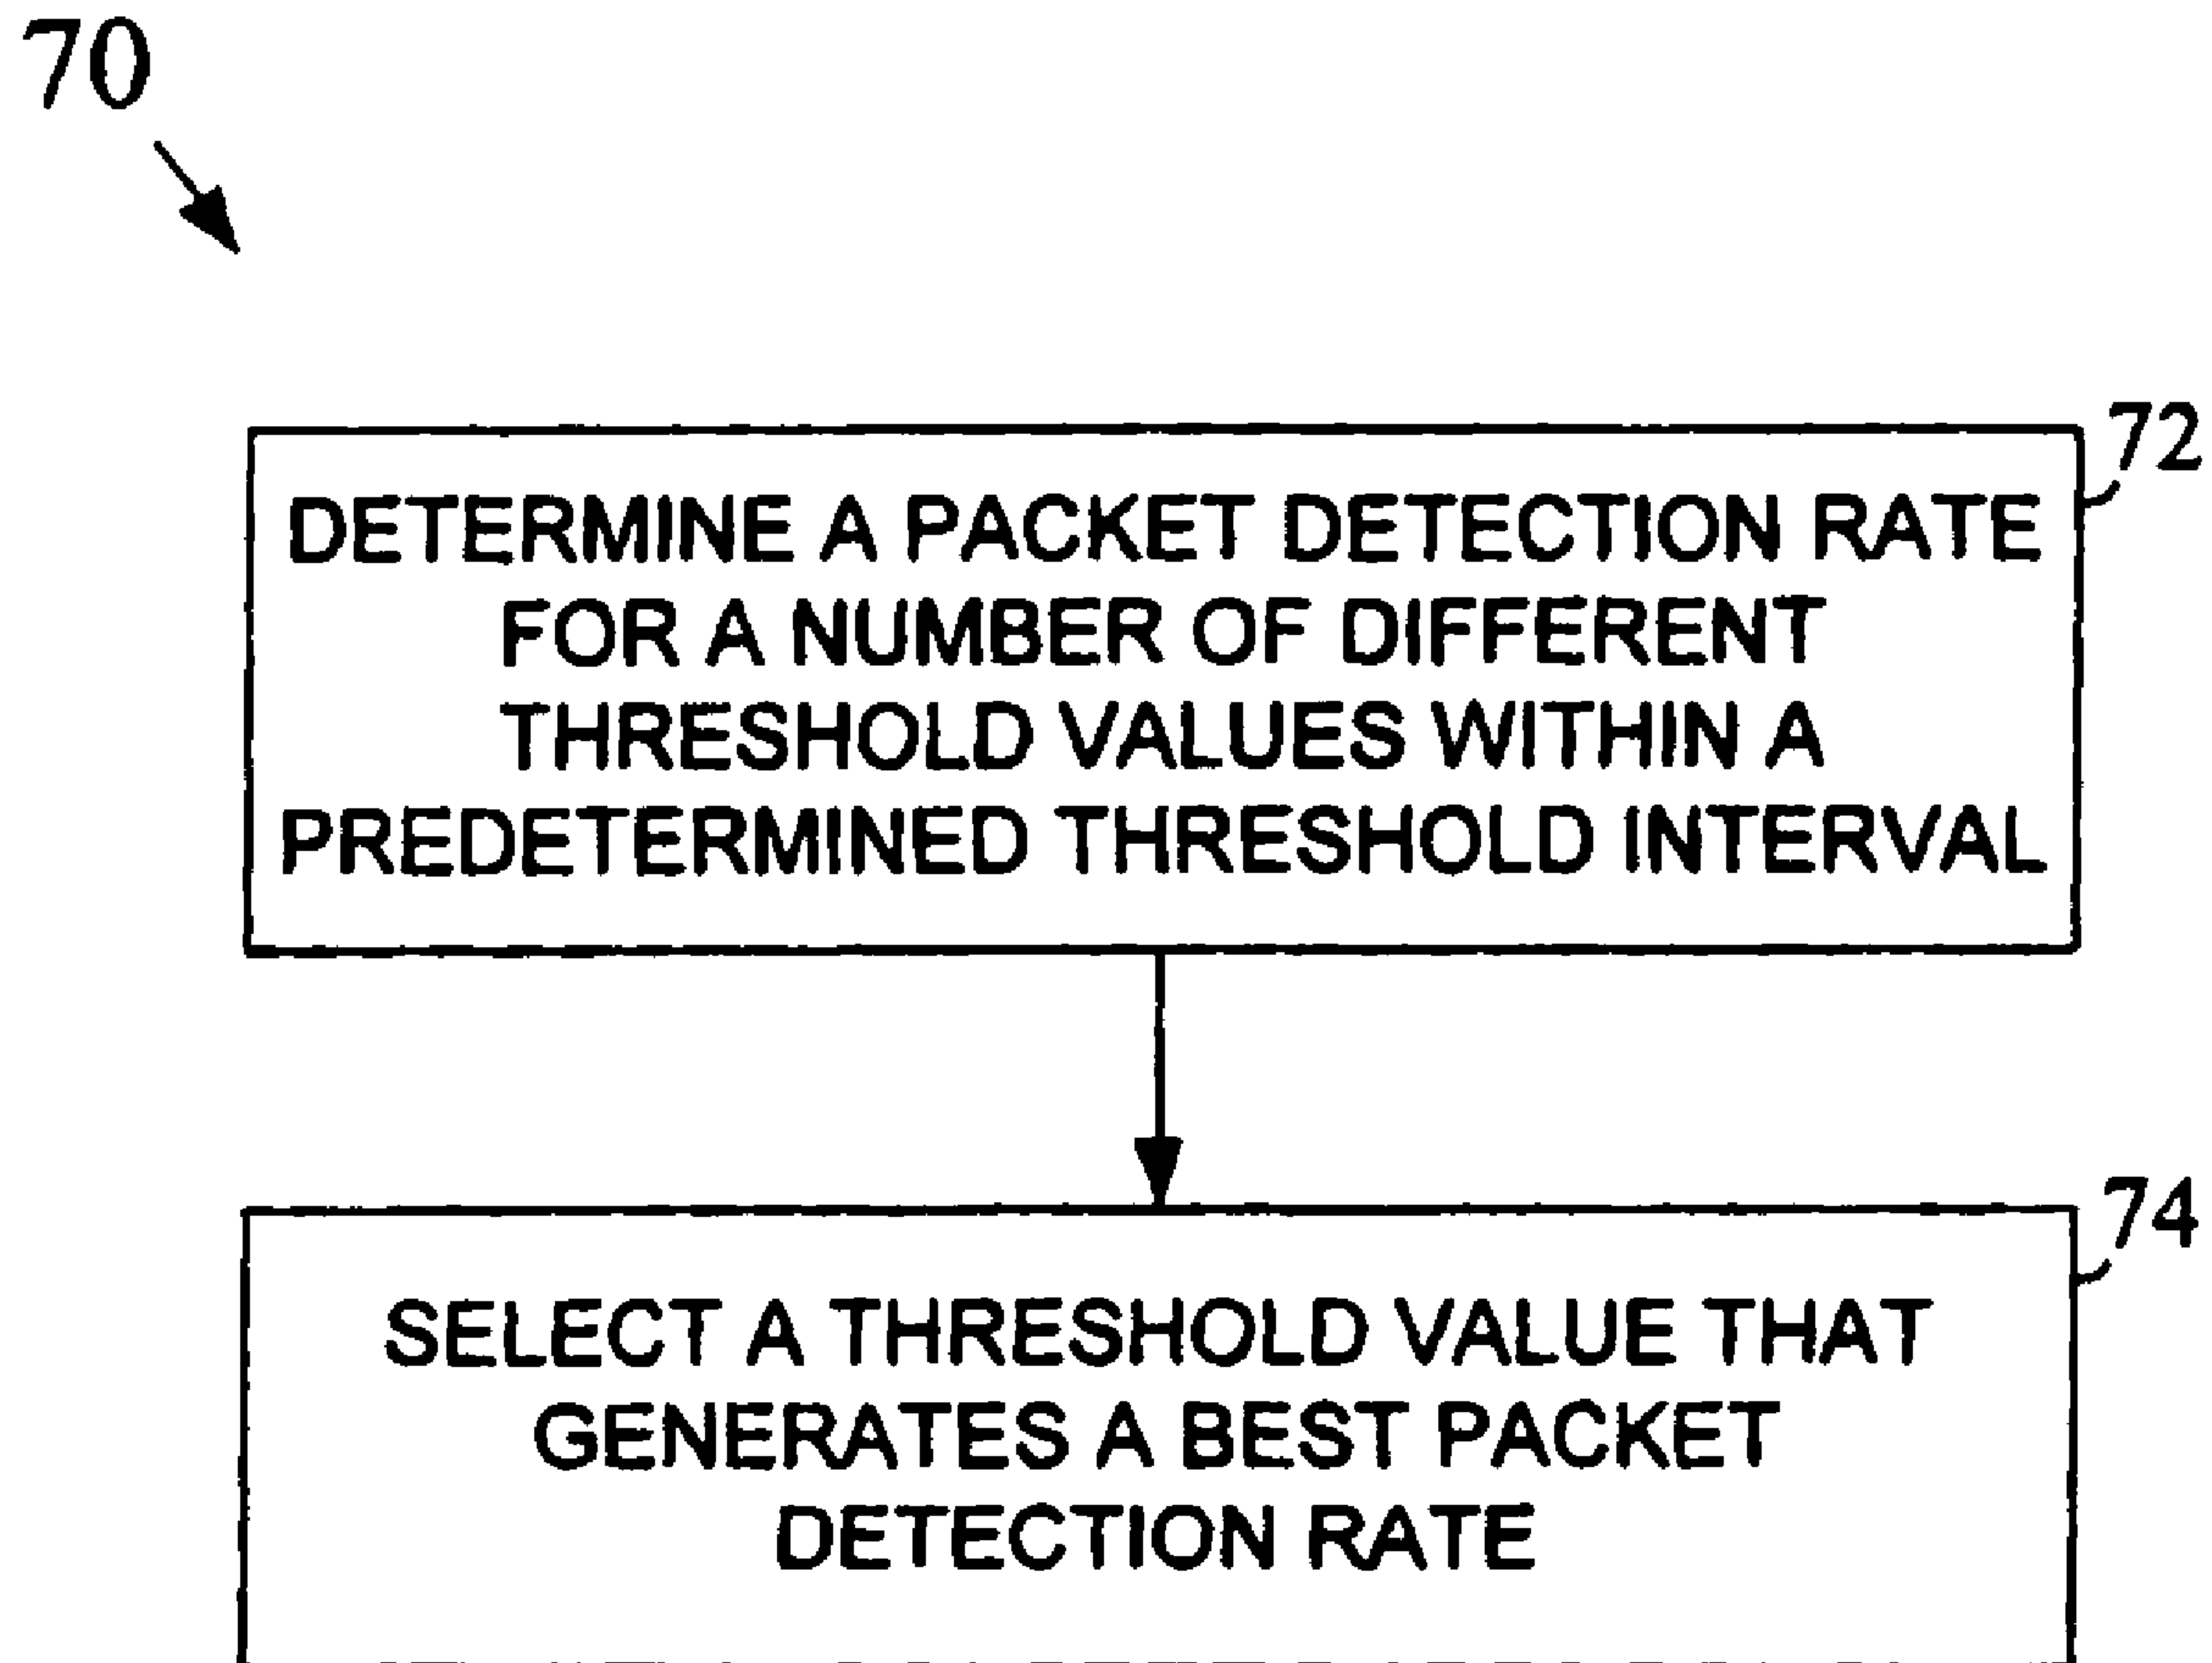 70
72
DETERMINE A PACKET DETECTION RATE
FOR A NUMBER OF DIFFERENT
THRESHOLD VALUES WITHIN A
PREDETERMINED THRESHOLD INTERVAL
74
SELECT A THRESHOLD VALUE THAT
GENERATES A BEST PACKET
DETECTION RATE